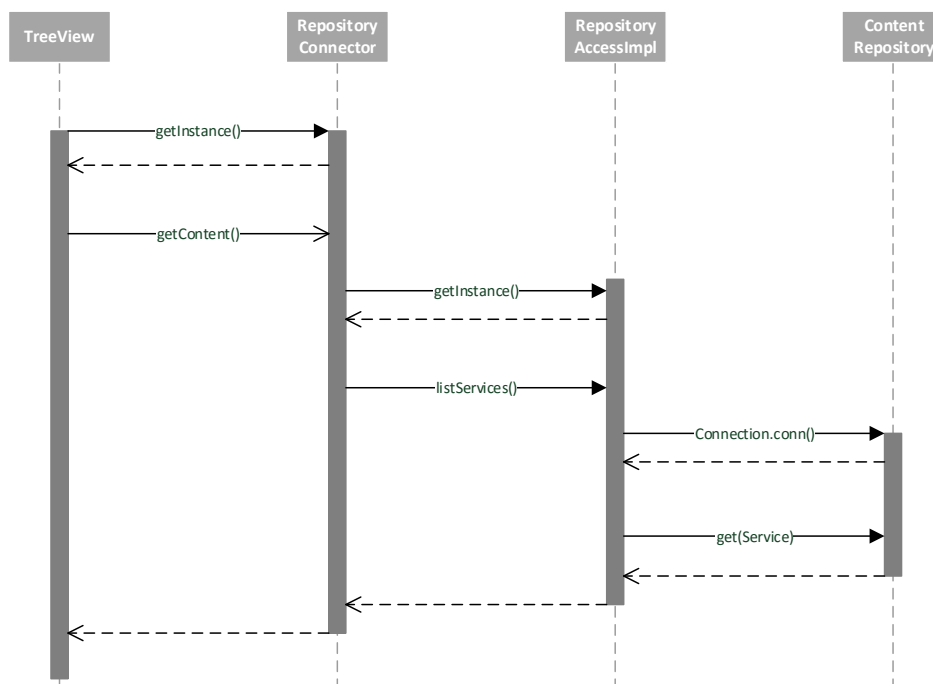 TreeView
Repository
Connector
Repository
AccessImpl
Content
Repository
getInstance()
getContent()
getInstance()
listServices()
Connection.conn()
get(Service)